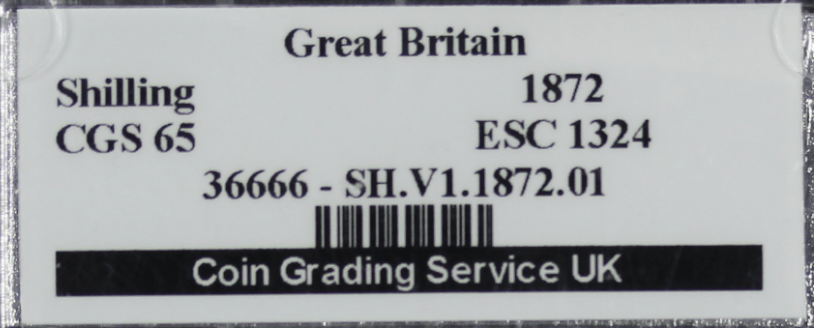 Great Britain
Shilling 1872
CGS 65 ESC 1324
36666 - SH.V1.1872.01
Coin Grading Service UK